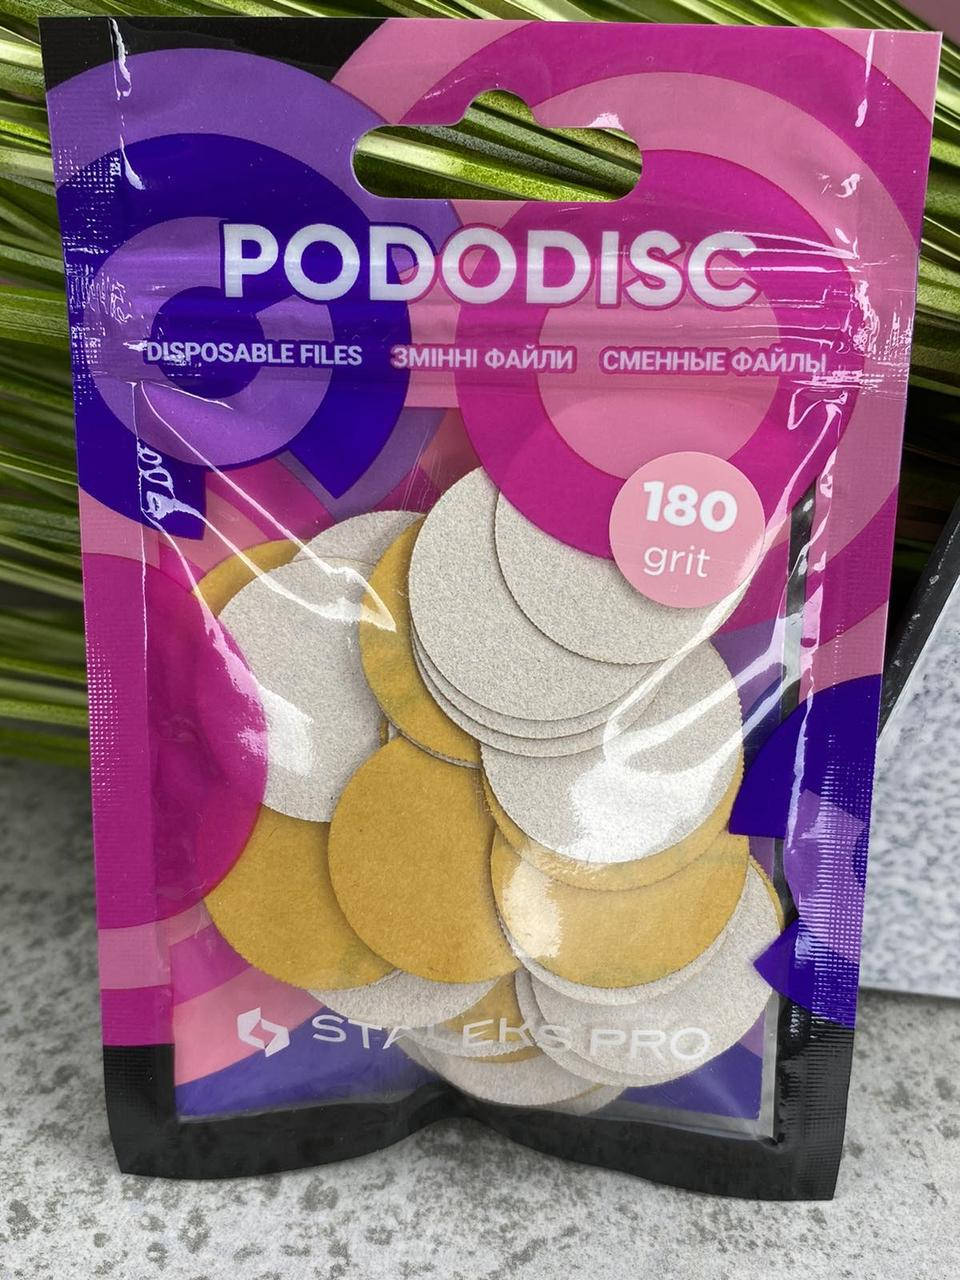 PODODISC
DISPOSABLE FILES ЗМІННІ ФАЙЛИ СМЕННЫЕ ФАЙЛЫ
180
grit
STALEKS PRO